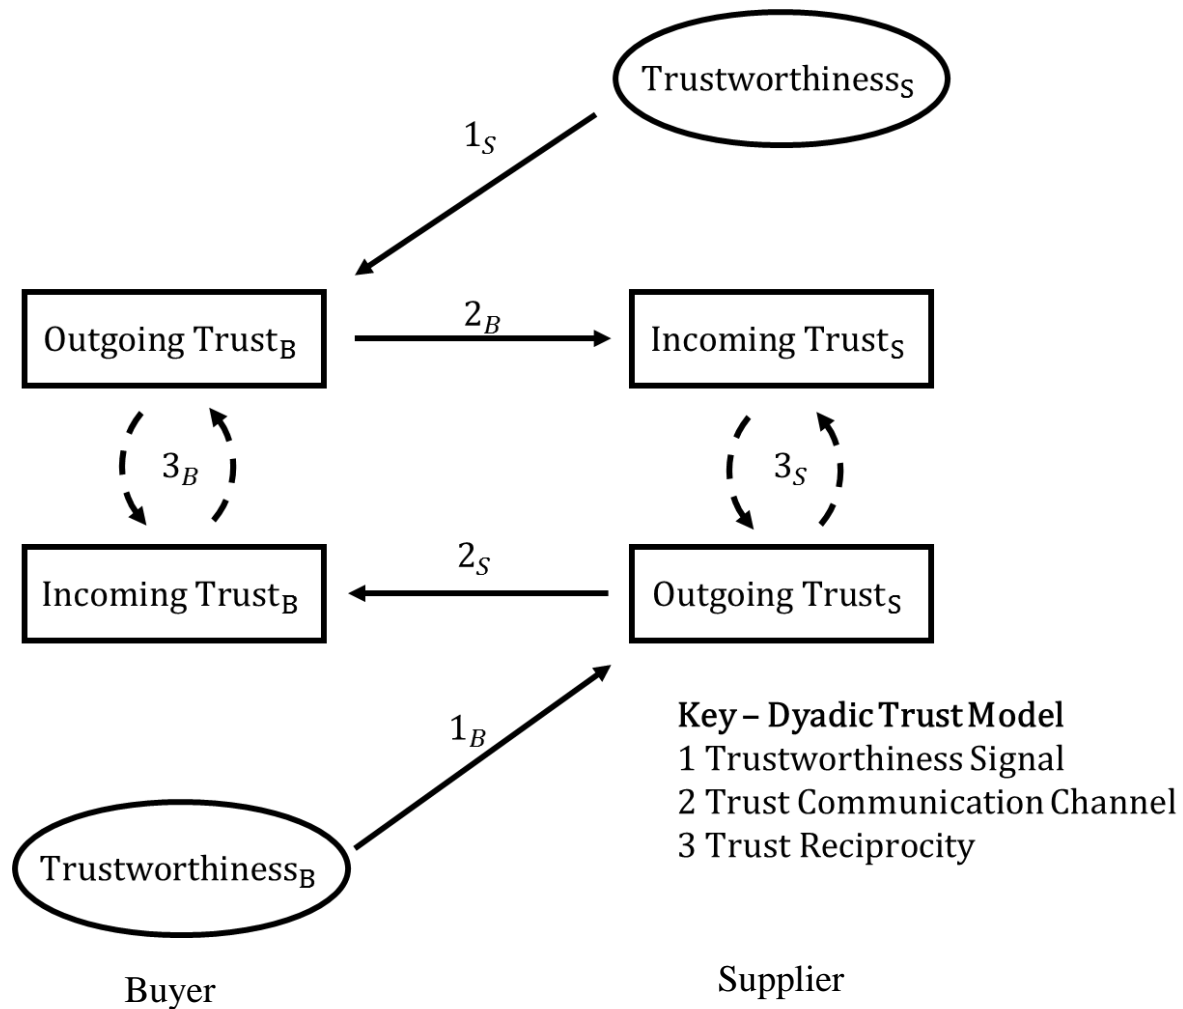 Trustworthiness_S
1_S
2_B
Outgoing Trust_B
Incoming Trust_S
3_B
3_S
2_S
Incoming Trust_B
Outgoing Trust_S
1_B
Key – Dyadic Trust Model
1 Trustworthiness Signal
2 Trust Communication Channel
3 Trust Reciprocity
Trustworthiness_B
Buyer
Supplier